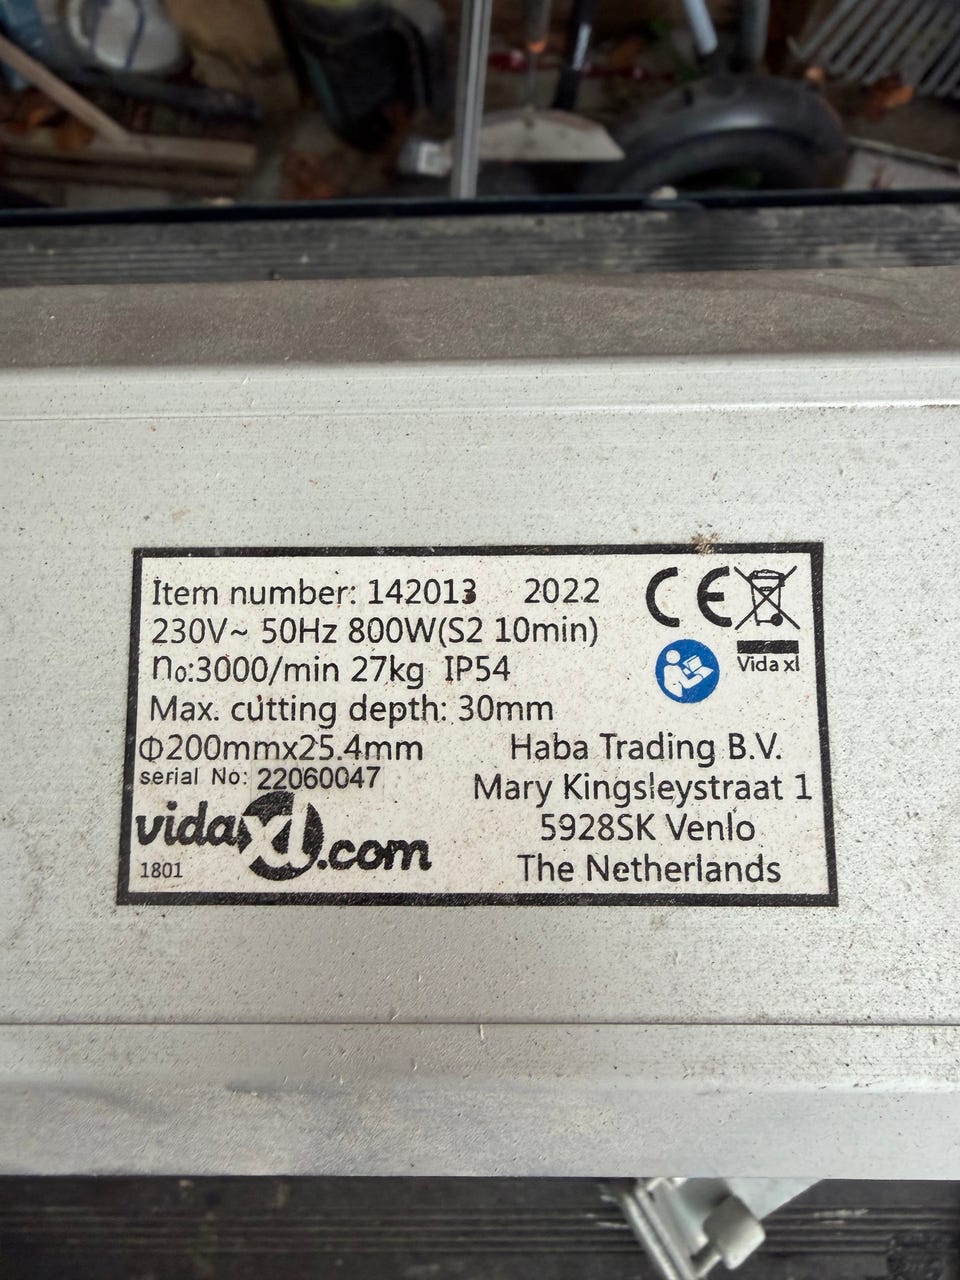 Item number: 142013 2022
230V~ 50Hz 800W(S2 10min)
n₀:3000/min 27kg IP54
Max. cutting depth: 30mm
Φ200mmx25.4mm
serial No: 22060047
vidaXL.com
1801
CE
Vida xl
Haba Trading B.V.
Mary Kingsleystraat 1
5928SK Venlo
The Netherlands